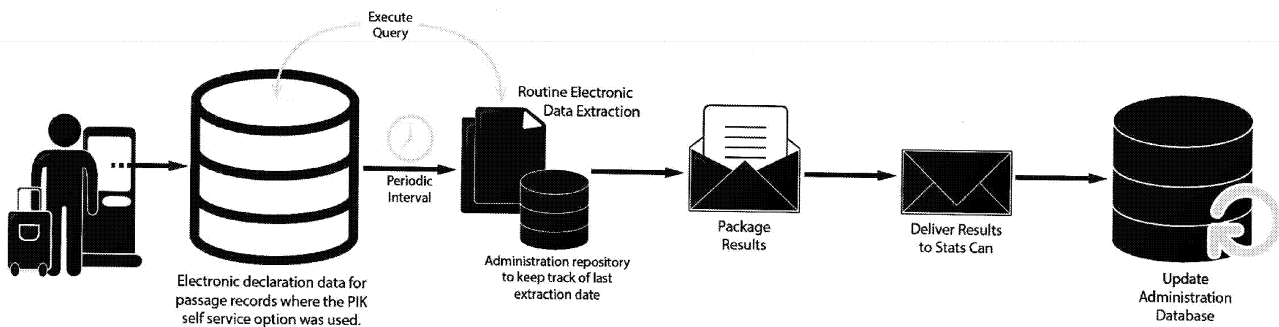 Execute
Query
Electronic declaration data for
passage records where the PIK
self service option was used.
Periodic
Interval
Routine Electronic
Data Extraction
Administration repository
to keep track of last
extraction date
Package
Results
Deliver Results
to Stats Can
Update
Administration
Database